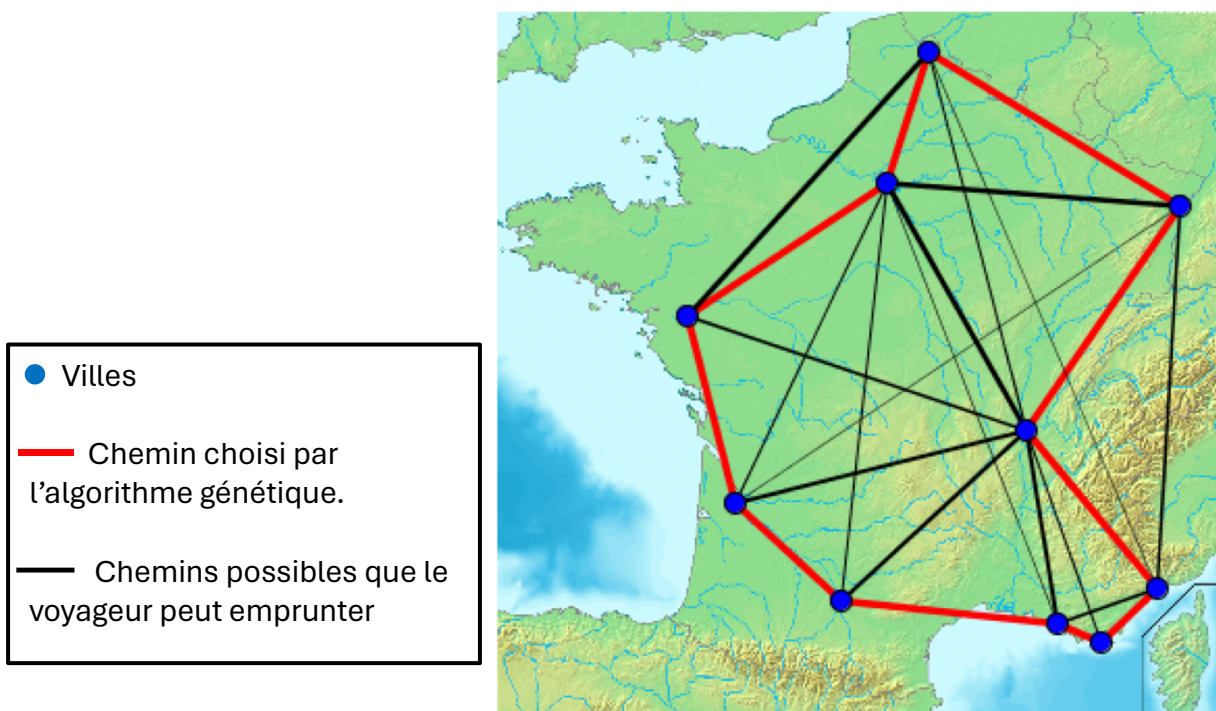 Villes
Chemin choisi par
l’algorithme génétique.
Chemins possibles que le
voyageur peut emprunter